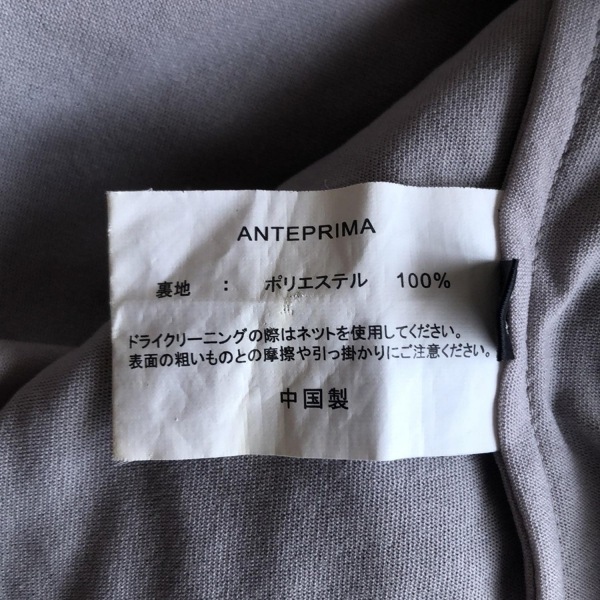 ANTEPRIMA
裏地 : ポリエステル 100%
ドライクリーニングの際はネットを使用してください。
表面の粗いものとの摩擦や引っ掛かりにご注意ください。
中国製